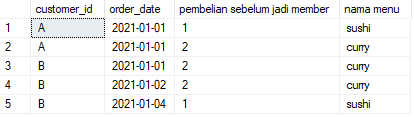 customer_id order_date pembelian sebelum jadi member nama menu
1 A 2021-01-01 1 sushi
2 A 2021-01-01 2 curry
3 B 2021-01-01 2 curry
4 B 2021-01-02 2 curry
5 B 2021-01-04 1 sushi